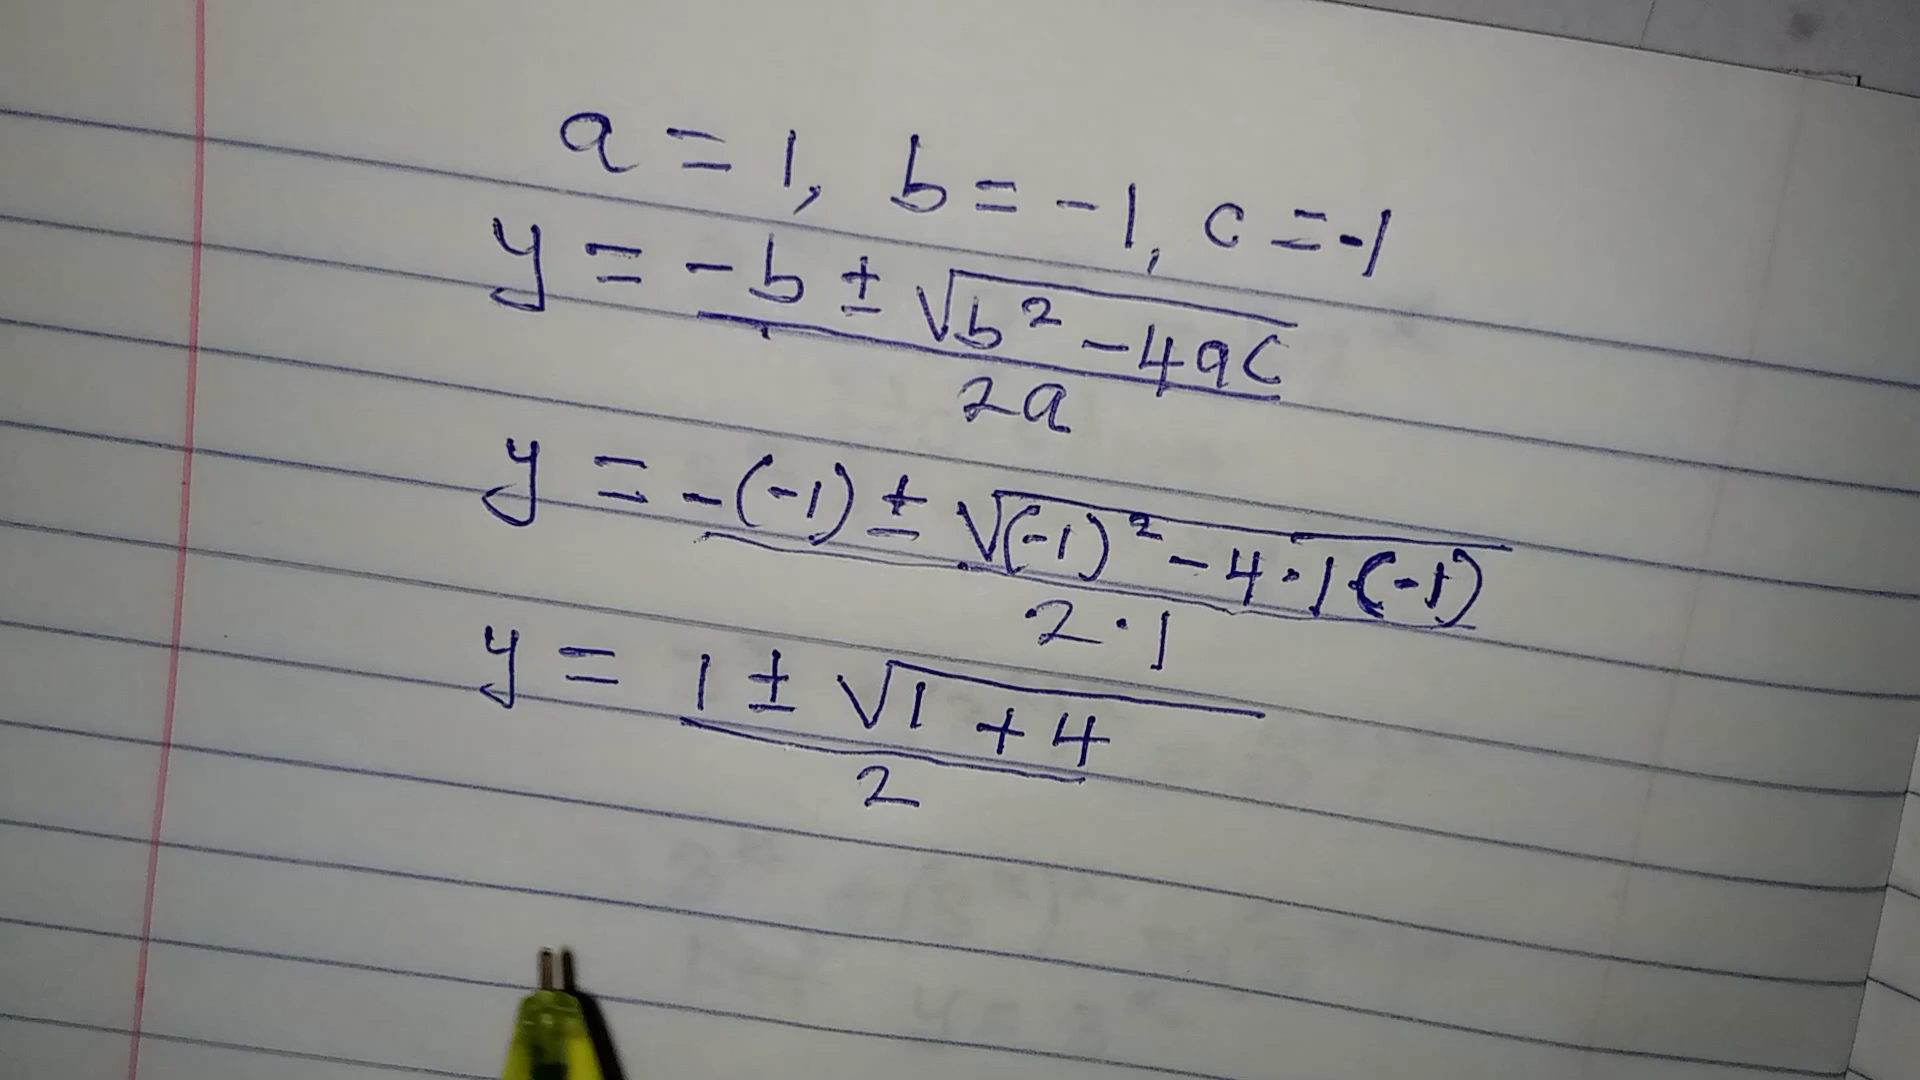 a = 1, b = -1, c = -1
y = (-b ± √(b² - 4ac)) / 2a
y = (-(-1) ± √((-1)² - 4·1(-1))) / 2·1
y = (1 ± √(1 + 4)) / 2